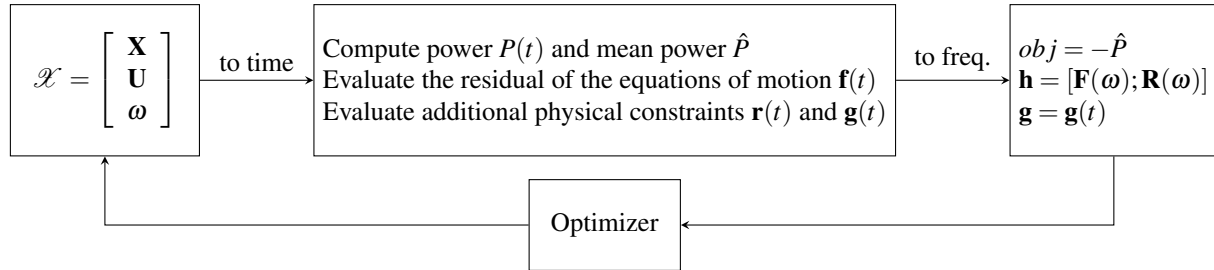 𝒳 = [ X
U
ω ]
to time
Compute power P(t) and mean power P̂
Evaluate the residual of the equations of motion f(t)
Evaluate additional physical constraints r(t) and g(t)
to freq.
obj = −P̂
h = [F(ω);R(ω)]
g = g(t)
Optimizer